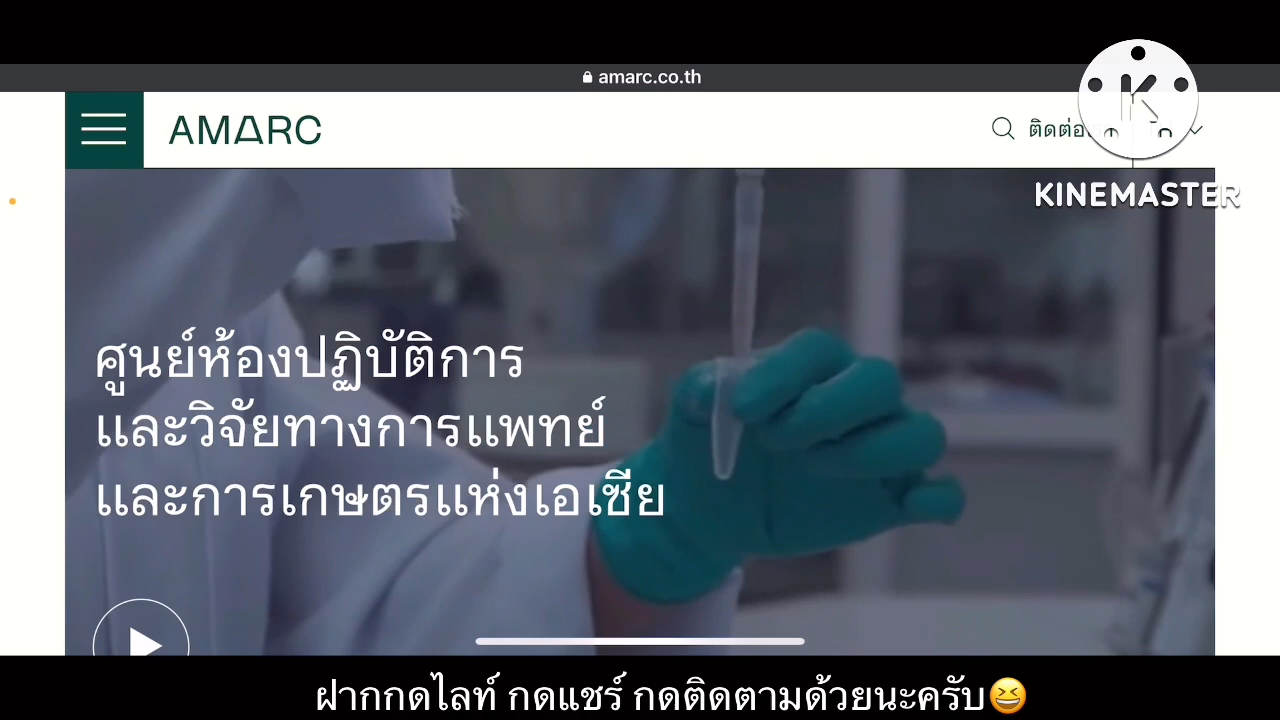 amarc.co.th
AMARC
KINEMASTER
ศูนย์ห้องปฏิบัติการ
และวิจัยทางการแพทย์
และการเกษตรแห่งเอเซีย
ฝากกดไลท์ กดแชร์ กดติดตามด้วยนะครับ😆